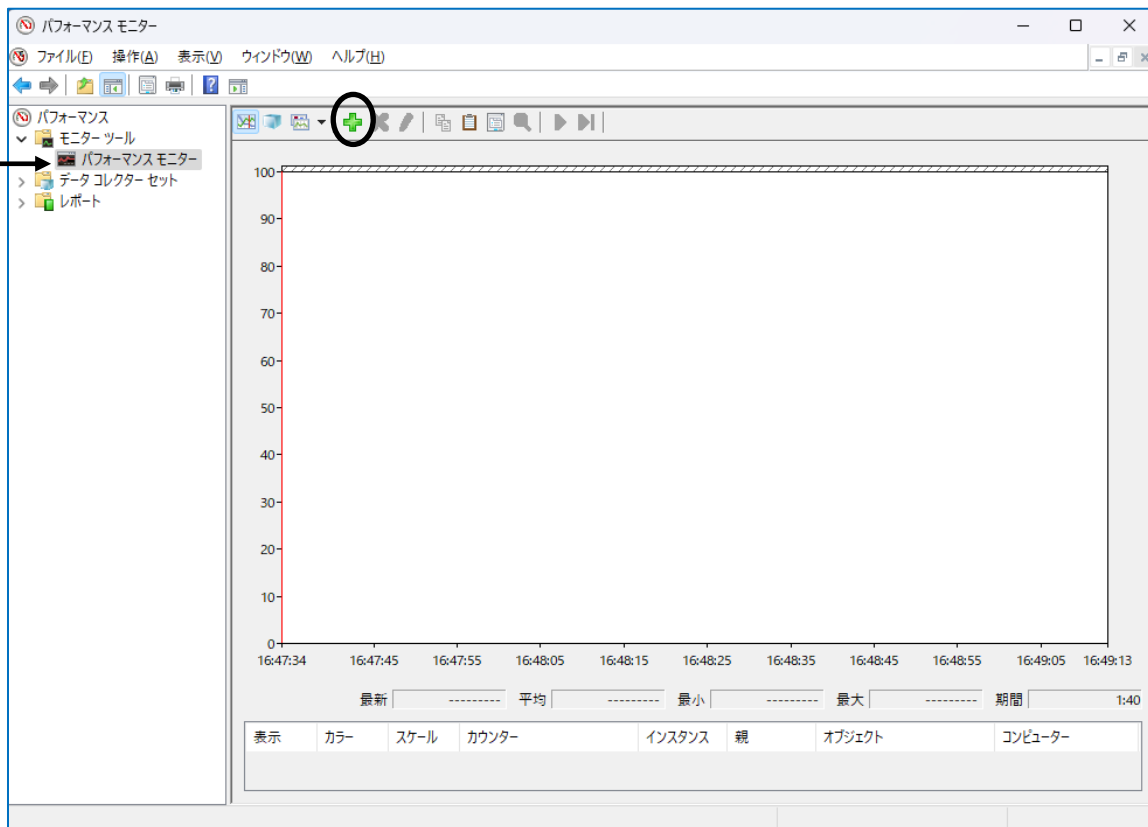 パフォーマンス モニター
ファイル(F) 操作(A) 表示(V) ウィンドウ(W) ヘルプ(H)
パフォーマンス
モニター ツール
パフォーマンス モニター
データ コレクター セット
レポート
100
90
80
70
60
50
40
30
20
10
0
16:47:34 16:47:45 16:47:55 16:48:05 16:48:15 16:48:25 16:48:35 16:48:45 16:48:55 16:49:05 16:49:13
最新 --------- 平均 --------- 最小 --------- 最大 --------- 期間 1:40
表示 カラー スケール カウンター インスタンス 親 オブジェクト コンピューター